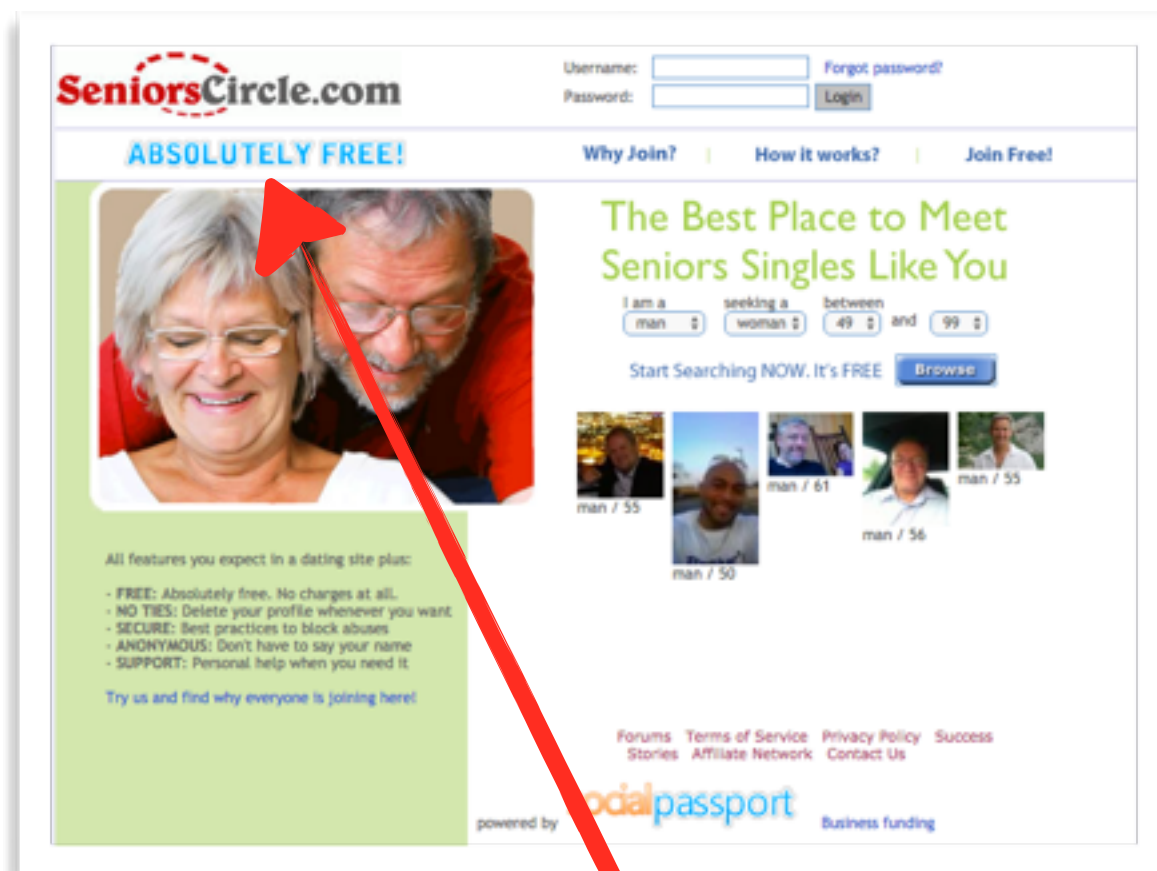 SeniorsCircle.com
Username:
Forgot password?
Password:
Login
ABSOLUTELY FREE!
Why Join?
How it works?
Join Free!
The Best Place to Meet
Seniors Singles Like You
I am a seeking a between
man woman 49 and 99
Start Searching NOW. It's FREE Browse
man / 55
man / 50
man / 61
man / 56
man / 55
All features you expect in a dating site plus:
- FREE: Absolutely free. No charges at all.
- NO TIES: Delete your profile whenever you want
- SECURE: Best practices to block abuses
- ANONYMOUS: Don't have to say your name
- SUPPORT: Personal help when you need it
Try us and find why everyone is joining here!
Forums Terms of Service Privacy Policy Success
Stories Affiliate Network Contact Us
powered by
passport
Business funding